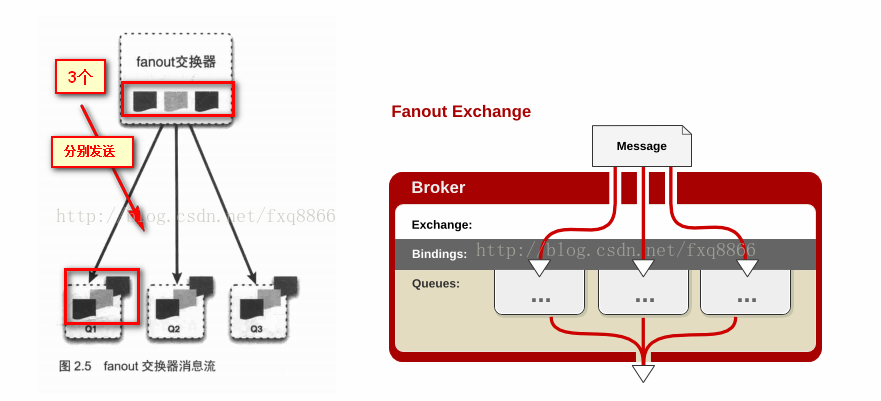 fanout交换器
3个
分别发送
http://blog.csdn.net/fxq8866
Q1
Q2
Q3
图 2.5 fanout 交换器消息流
Fanout Exchange
Message
Broker
Exchange:
Bindings:
http://blog.csdn.net/fxq8866
Queues:
...
...
...